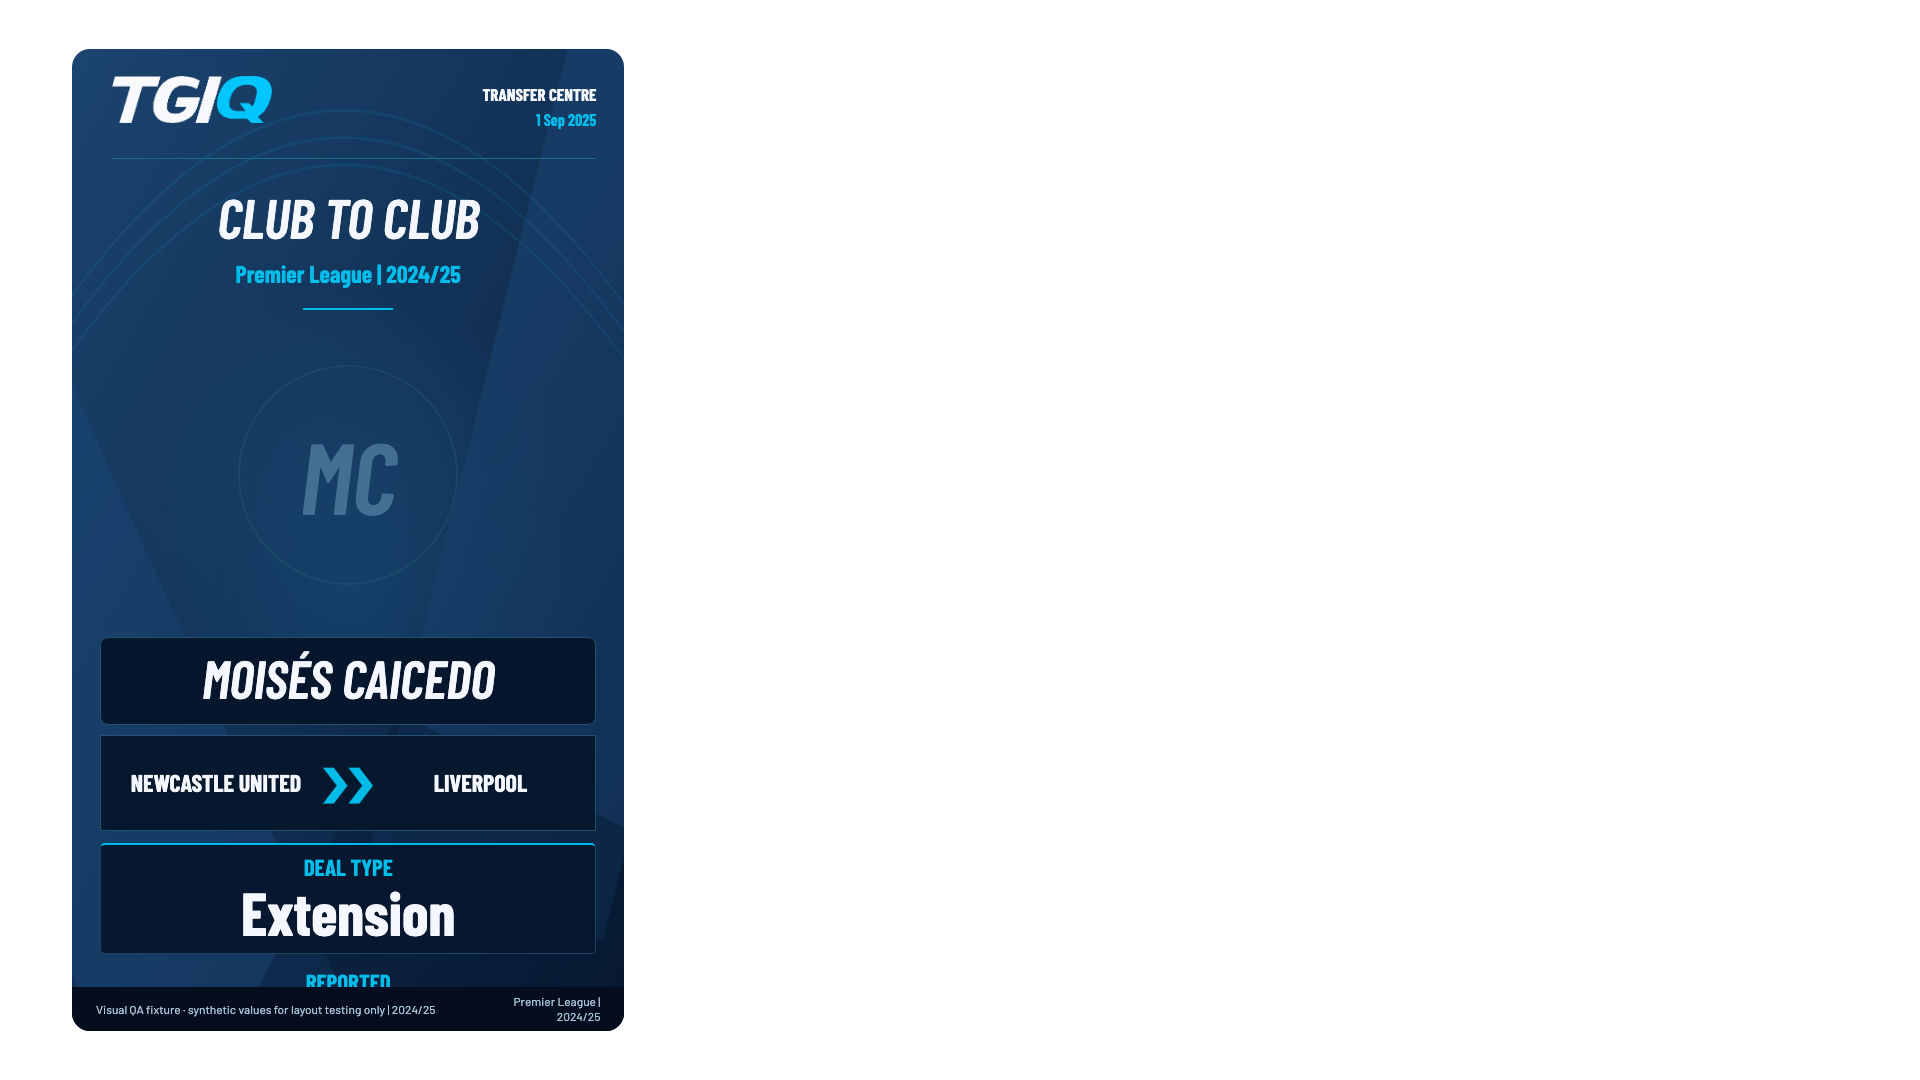 TGIQ
TRANSFER CENTRE
1 Sep 2025
CLUB TO CLUB
Premier League | 2024/25
MC
MOISÉS CAICEDO
NEWCASTLE UNITED
LIVERPOOL
DEAL TYPE
Extension
REPORTED
Visual QA fixture · synthetic values for layout testing only | 2024/25
Premier League |
2024/25